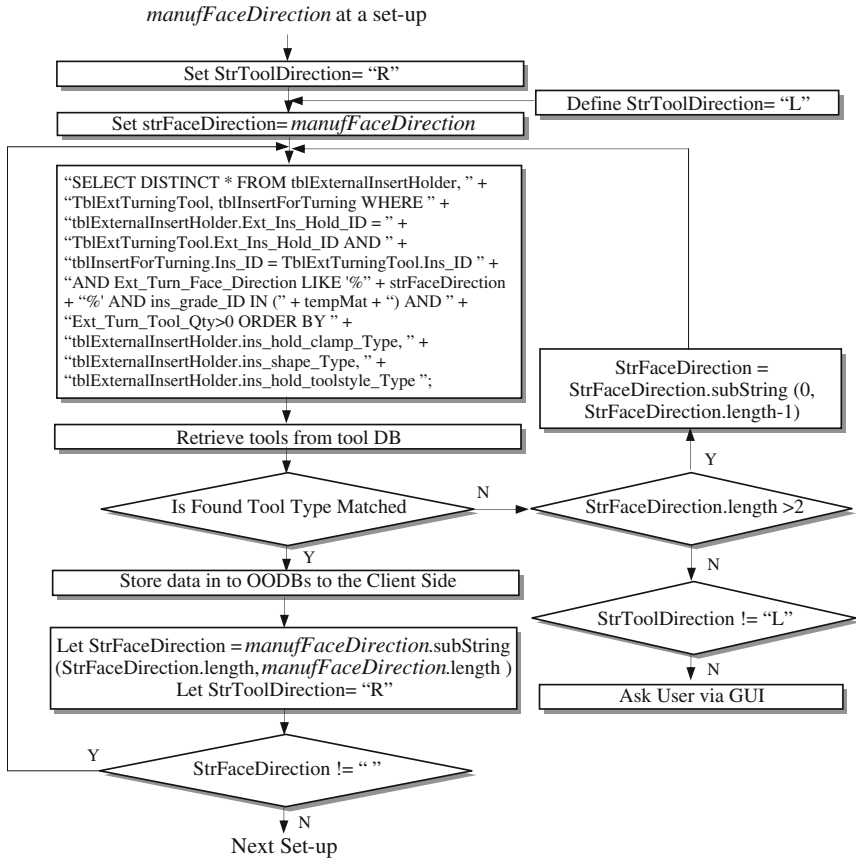 manufFaceDirection at a set-up
Set StrToolDirection= “R”
Define StrToolDirection= “L”
Set strFaceDirection= manufFaceDirection
“SELECT DISTINCT * FROM tblExternalInsertHolder, ” +
“TblExtTurningTool, tblInsertForTurning WHERE ” +
“tblExternalInsertHolder.Ext_Ins_Hold_ID = ” +
“TblExtTurningTool.Ext_Ins_Hold_ID AND ” +
“tblInsertForTurning.Ins_ID = TblExtTurningTool.Ins_ID ” +
“AND Ext_Turn_Face_Direction LIKE '%” + strFaceDirection
+ “%' AND ins_grade_ID IN (” + tempMat + “) AND ” +
“Ext_Turn_Tool_Qty>0 ORDER BY ” +
“tblExternalInsertHolder.ins_hold_clamp_Type, ” +
“tblExternalInsertHolder.ins_shape_Type, ” +
“tblExternalInsertHolder.ins_hold_toolstyle_Type ”;
StrFaceDirection =
StrFaceDirection.subString (0,
StrFaceDirection.length-1)
Retrieve tools from tool DB
Y
Is Found Tool Type Matched
N
StrFaceDirection.length >2
Y
N
Store data in to OODBs to the Client Side
StrToolDirection != “L”
Let StrFaceDirection = manufFaceDirection.subString
(StrFaceDirection.length, manufFaceDirection.length )
Let StrToolDirection= “R”
N
Ask User via GUI
Y
StrFaceDirection != “ ”
N
Next Set-up